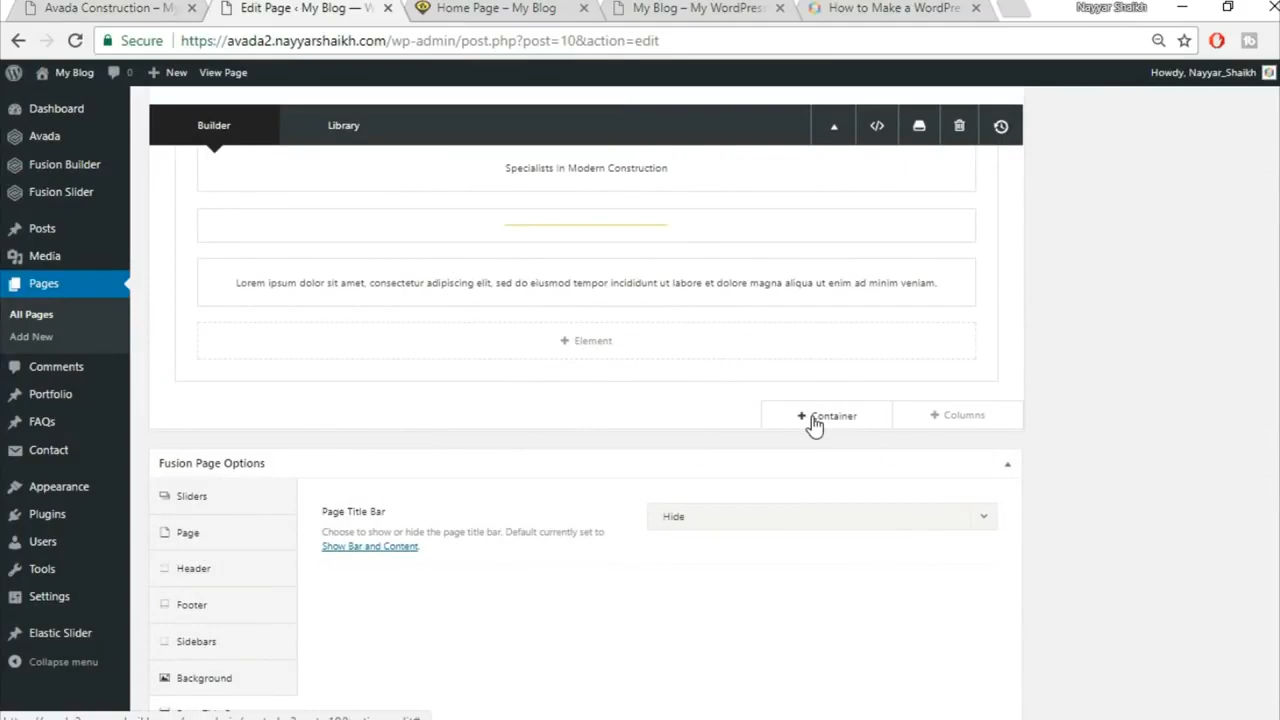 Avada Construction – My
Edit Page ‹ My Blog — W
Home Page – My Blog
My Blog – My WordPress
How to Make a WordPre
Nayyar Shaikh
Secure
https://avada2.nayyarshaikh.com/wp-admin/post.php?post=10&action=edit
My Blog
0
New
View Page
Howdy, Nayyar_Shaikh
Dashboard
Avada
Fusion Builder
Fusion Slider
Posts
Media
Pages
All Pages
Add New
Comments
Portfolio
FAQs
Contact
Appearance
Plugins
Users
Tools
Settings
Elastic Slider
Collapse menu
Builder
Library
Specialists In Modern Construction
Lorem ipsum dolor sit amet, consectetur adipiscing elit, sed do eiusmod tempor incididunt ut labore et dolore magna aliqua ut enim ad minim veniam.
+ Element
+ Container
+ Columns
Fusion Page Options
Sliders
Page
Header
Footer
Sidebars
Background
Page Title Bar
Choose to show or hide the page title bar. Default currently set to
Show Bar and Content.
Hide